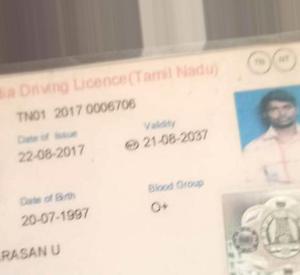 dia Driving Licence(Tamil Nadu)
TN NT
TN01 2017 0006706
Date of Issue Validity
22-08-2017 21-08-2037
Date of Birth Blood Group
20-07-1997 O+
RASAN U